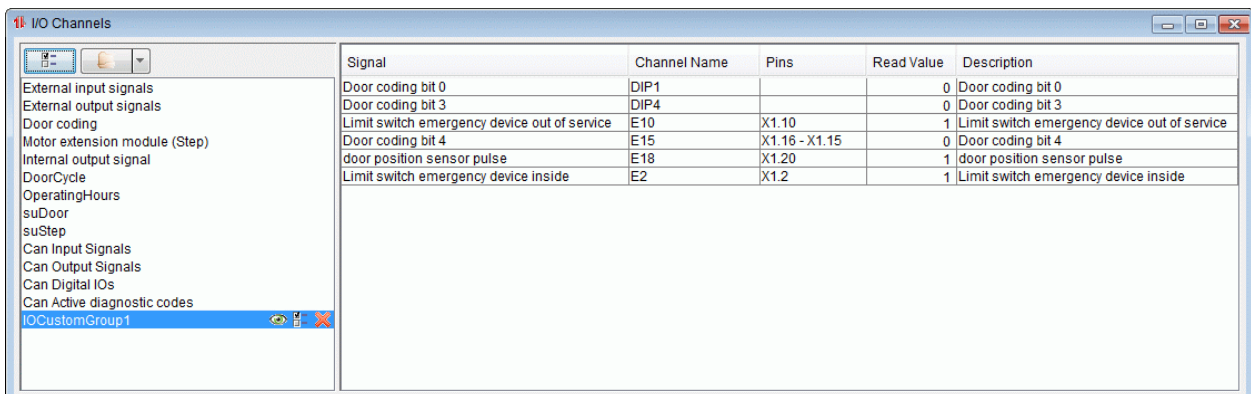 I/O Channels
Signal Channel Name Pins Read Value Description
External input signals
External output signals
Door coding
Motor extension module (Step)
Internal output signal
DoorCycle
OperatingHours
suDoor
suStep
Can Input Signals
Can Output Signals
Can Digital IOs
Can Active diagnostic codes
IOCustomGroup1
Door coding bit 0 DIP1 0 Door coding bit 0
Door coding bit 3 DIP4 0 Door coding bit 3
Limit switch emergency device out of service E10 X1.10 1 Limit switch emergency device out of service
Door coding bit 4 E15 X1.16 - X1.15 0 Door coding bit 4
door position sensor pulse E18 X1.20 1 door position sensor pulse
Limit switch emergency device inside E2 X1.2 1 Limit switch emergency device inside